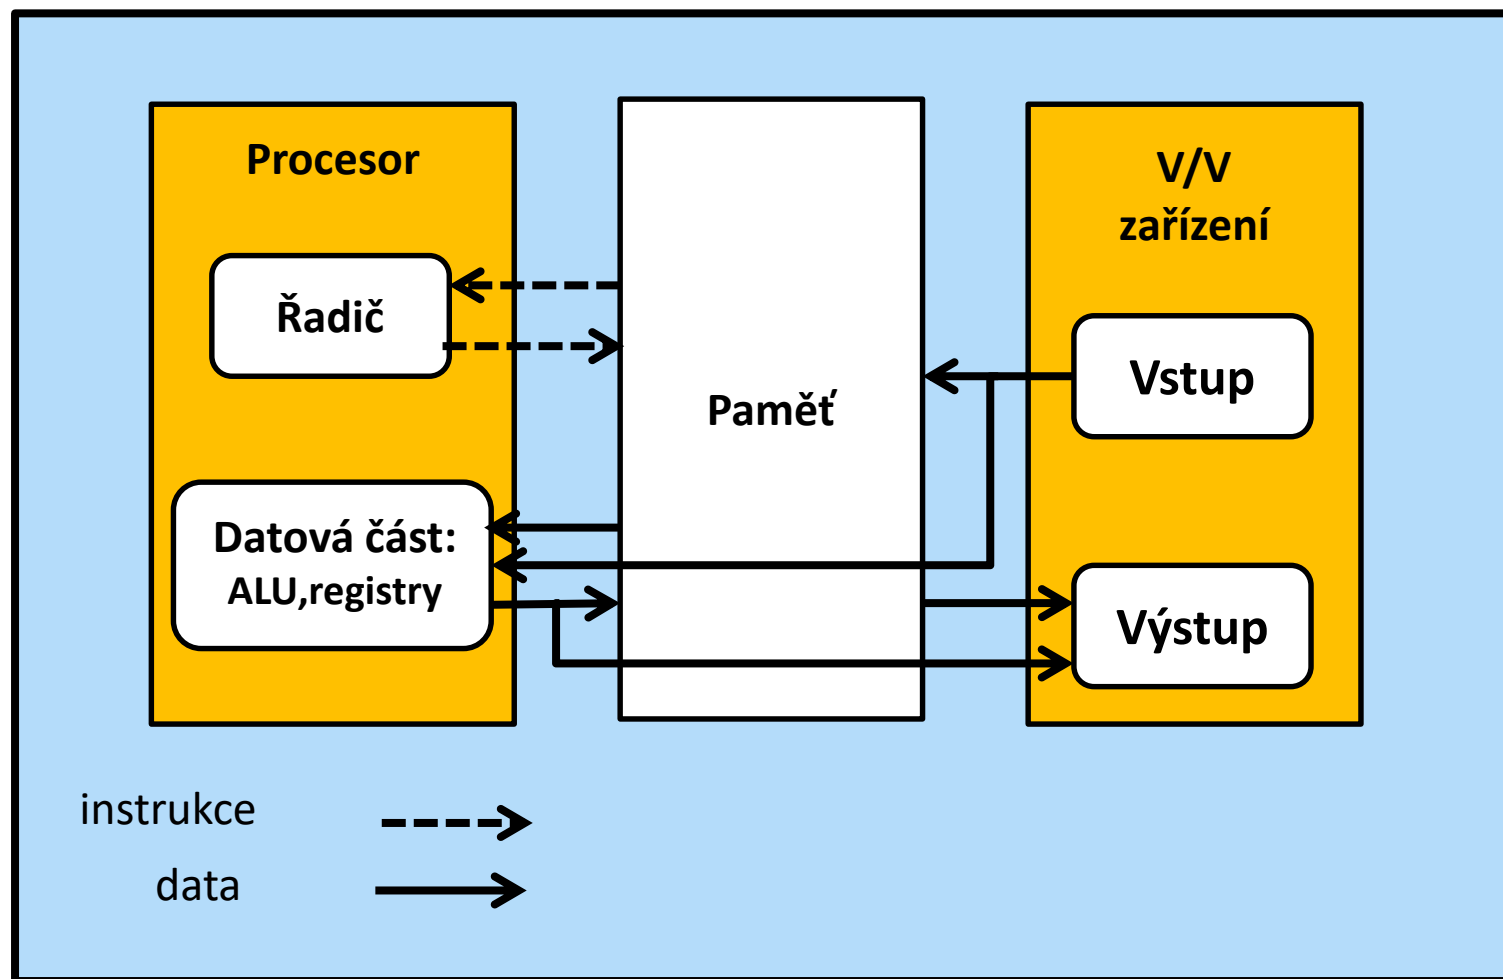 Procesor
Řadič
Datová část:
ALU,registry
Paměť
V/V
zařízení
Vstup
Výstup
instrukce
data